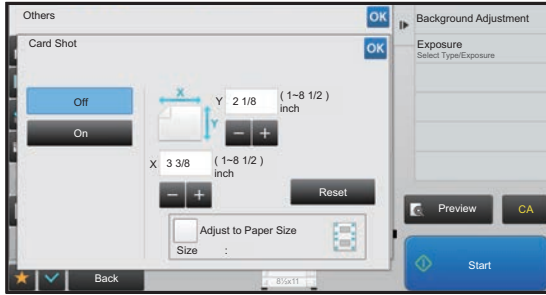 Others
OK
Card Shot
OK
Off
On
X
Y
Y 2 1/8 ( 1~8 1/2 ) inch
− +
X 3 3/8 ( 1~8 1/2 ) inch
− +
Reset
Adjust to Paper Size
Size :
Back
8½x11
Background Adjustment
Exposure
Select Type/Exposure
Preview
CA
Start